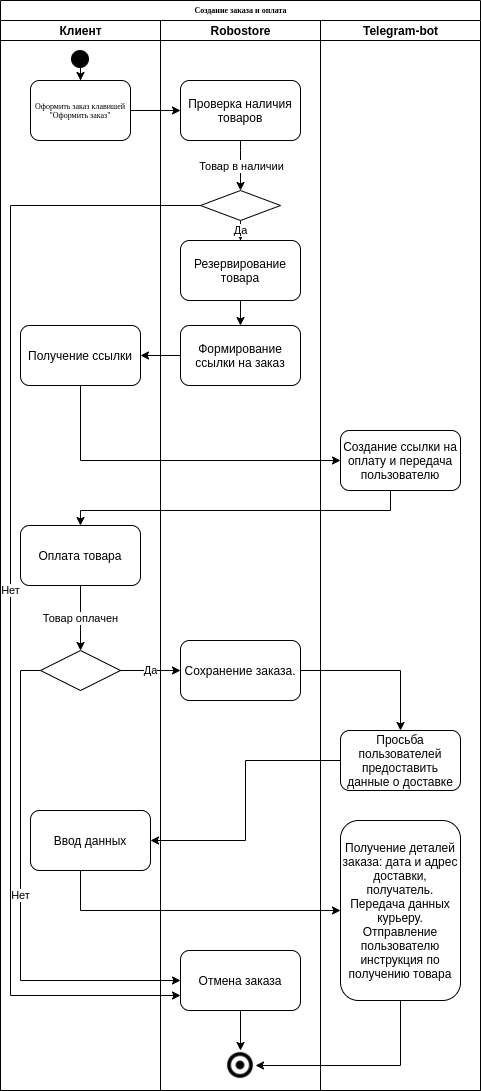 Создание заказа и оплата
Клиент
Robostore
Telegram-bot
Оформить заказ клавишей
"Оформить заказ"
Проверка наличия
товаров
Товар в наличии
Да
Резервирование
товара
Получение ссылки
Формирование
ссылки на заказ
Создание ссылки на
оплату и передача
пользователю
Оплата товара
Нет
Товар оплачен
Да
Сохранение заказа.
Просьба
пользователей
предоставить
данные о доставке
Ввод данных
Получение деталей
заказа: дата и адрес
доставки,
получатель.
Передача данных
курьеру.
Отправление
пользователю
инструкция по
получению товара
Нет
Отмена заказа